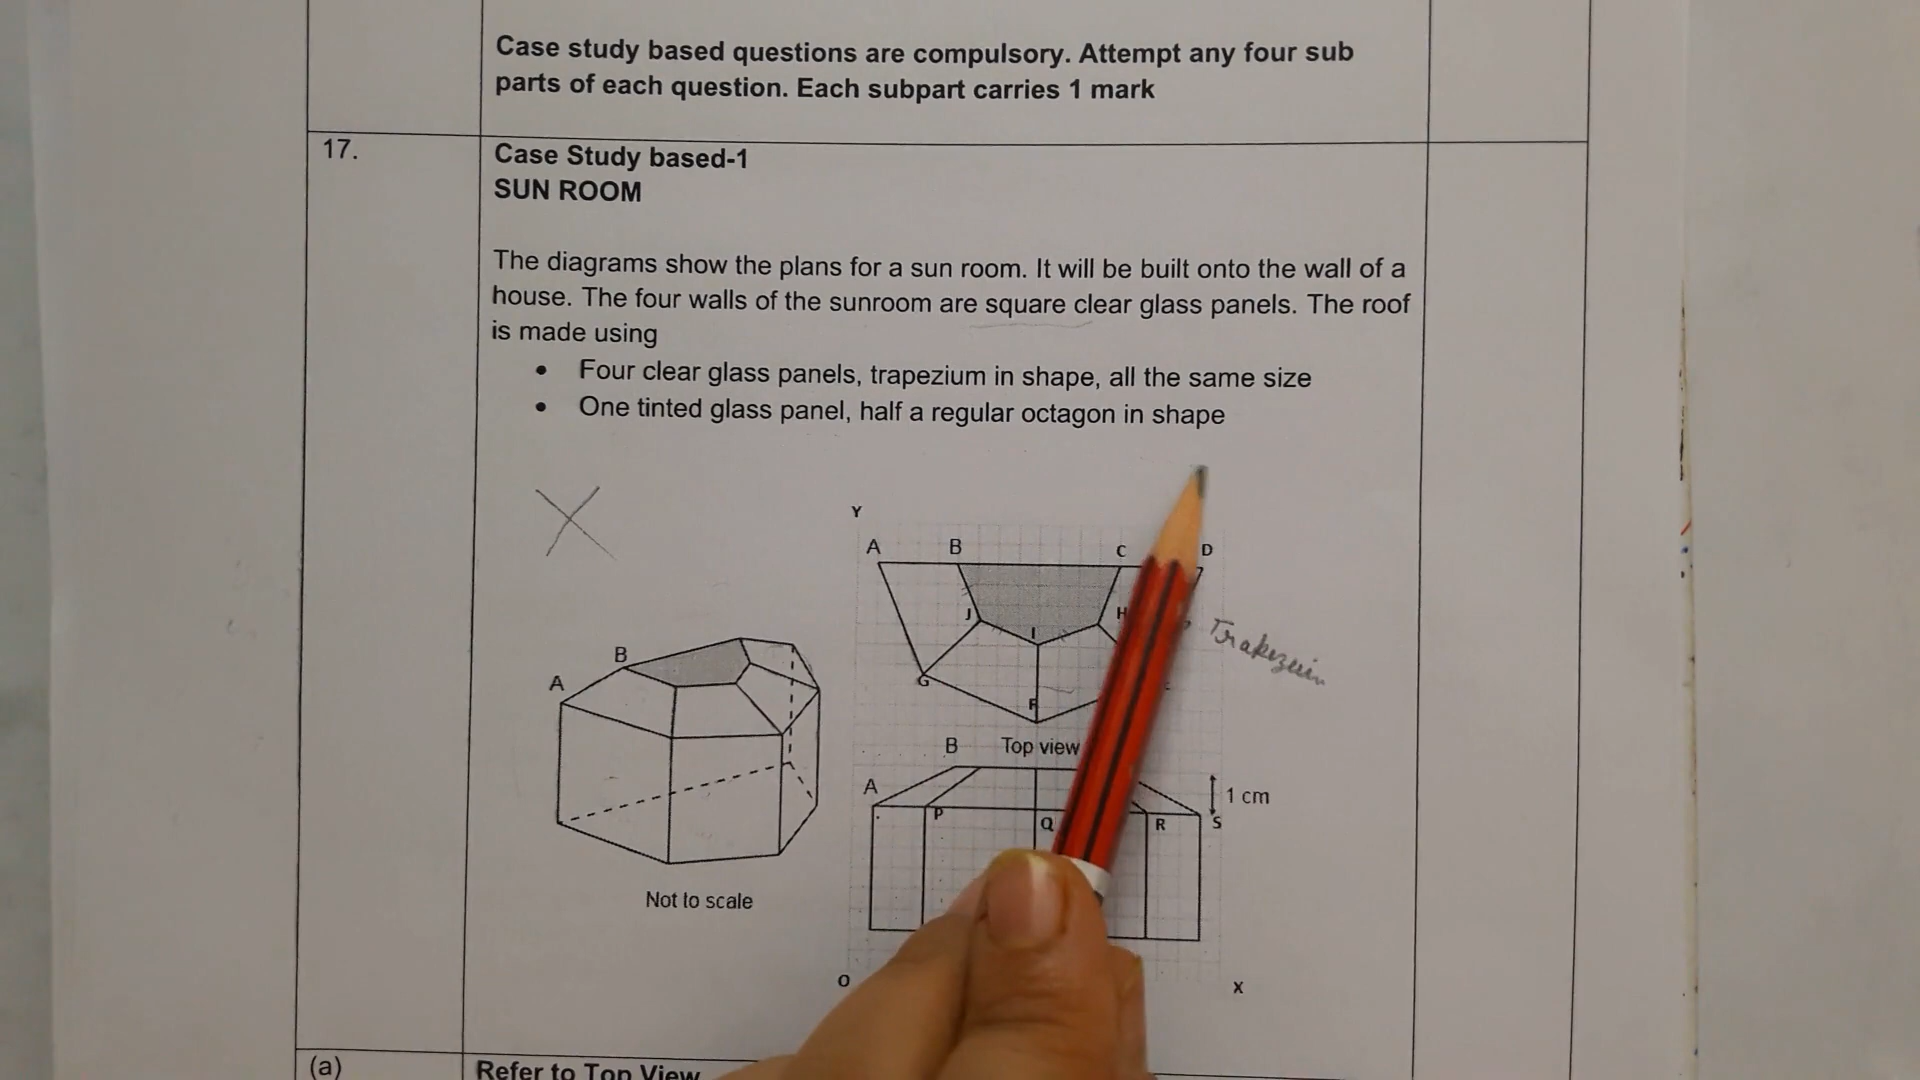 Case study based questions are compulsory. Attempt any four sub
parts of each question. Each subpart carries 1 mark
17.
Case Study based-1
SUN ROOM
The diagrams show the plans for a sun room. It will be built onto the wall of a
house. The four walls of the sunroom are square clear glass panels. The roof
is made using
• Four clear glass panels, trapezium in shape, all the same size
• One tinted glass panel, half a regular octagon in shape
Y
A B C D
J I H
G F
Trapezium
B Top view
A
P Q R S
1 cm
B
A
Not to scale
O X
(a)
Refer to Top View